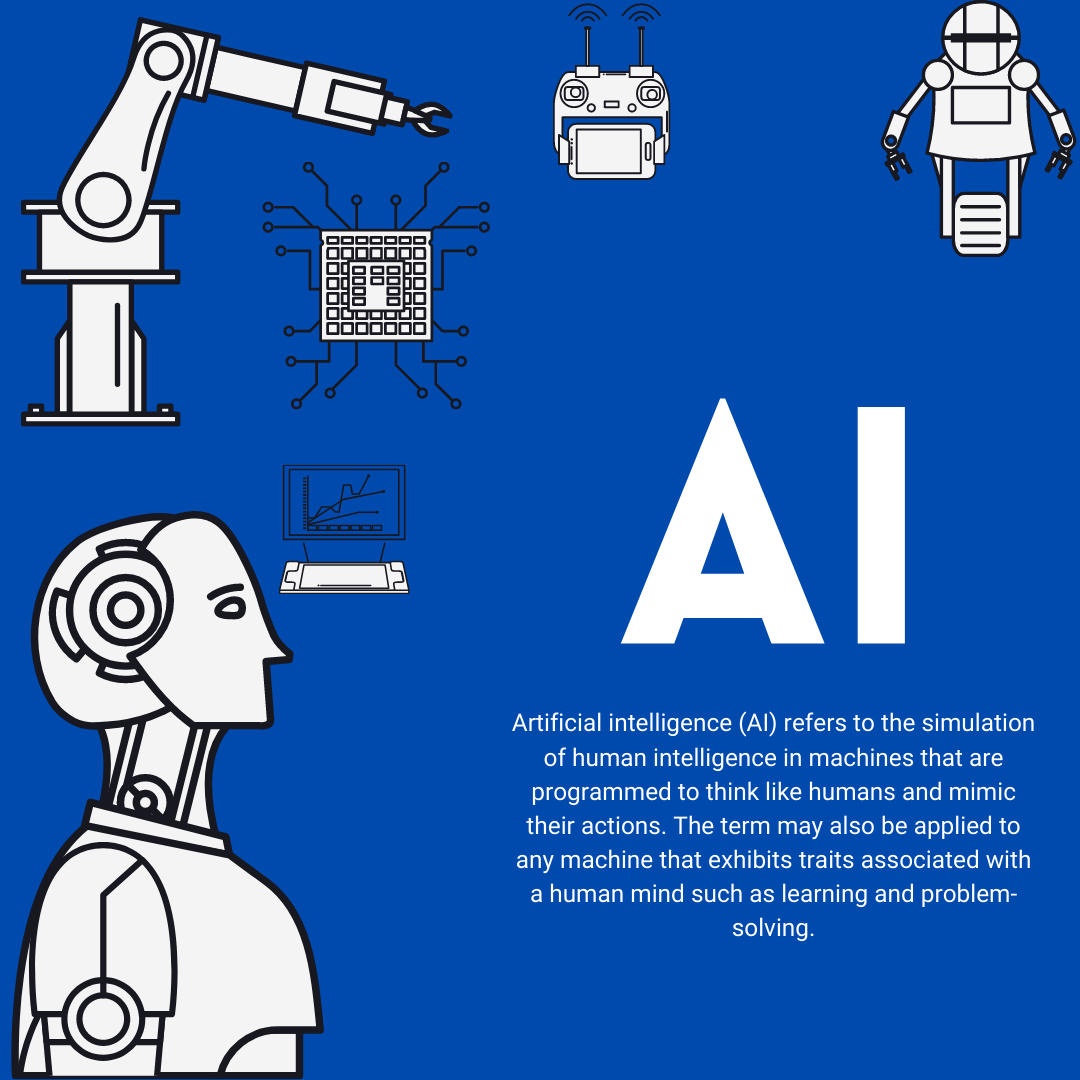 AI
Artificial intelligence (AI) refers to the simulation
of human intelligence in machines that are
programmed to think like humans and mimic
their actions. The term may also be applied to
any machine that exhibits traits associated with
a human mind such as learning and problem-
solving.